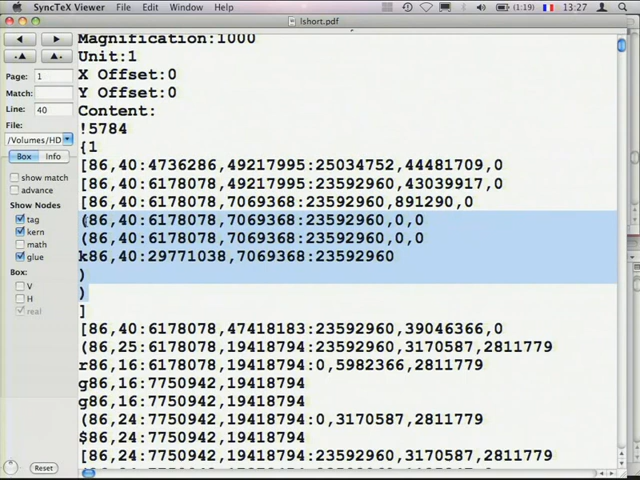 SyncTeX Viewer File Edit Window Help (1:19) 13:27
lshort.pdf
Page: 1
Match:
Line: 40
File:
/Volumes/HD
Box Info
show match
advance
Show Nodes
tag
kern
math
glue
Box:
V
H
real
Reset
Magnification:1000
Unit:1
X Offset:0
Y Offset:0
Content:
!5784
{1
[86,40:4736286,49217995:25034752,44481709,0
[86,40:6178078,49217995:23592960,43039917,0
[86,40:6178078,7069368:23592960,891290,0
(86,40:6178078,7069368:23592960,0,0
(86,40:6178078,7069368:23592960,0,0
k86,40:29771038,7069368:23592960
)
)
]
[86,40:6178078,47418183:23592960,39046366,0
(86,25:6178078,19418794:23592960,3170587,2811779
r86,16:6178078,19418794:0,5982366,2811779
g86,16:7750942,19418794
g86,16:7750942,19418794
(86,24:7750942,19418794:0,3170587,2811779
$86,24:7750942,19418794
[86,24:7750942,19418794:23592960,3170587,2811779